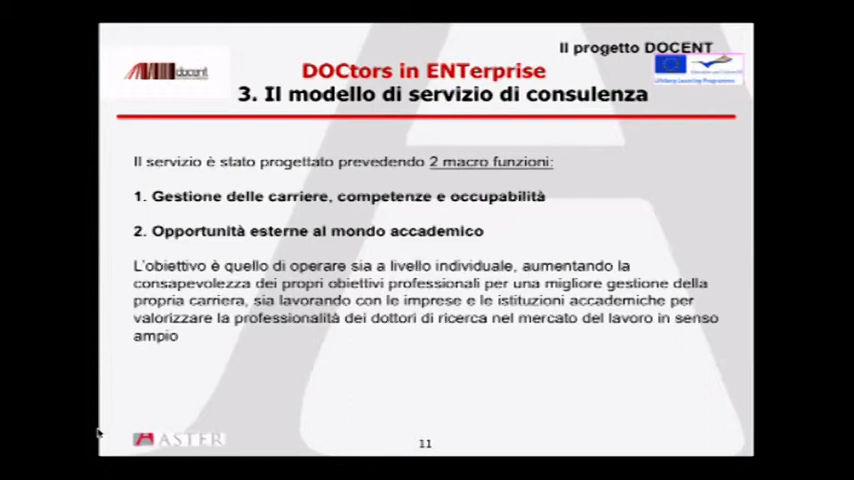 Il progetto DOCENT
docent
DOCtors in ENTerprise
3. Il modello di servizio di consulenza
Lifelong Learning Programme
Il servizio è stato progettato prevedendo 2 macro funzioni:
1. Gestione delle carriere, competenze e occupabilità
2. Opportunità esterne al mondo accademico
L'obiettivo è quello di operare sia a livello individuale, aumentando la
consapevolezza dei propri obiettivi professionali per una migliore gestione della
propria carriera, sia lavorando con le imprese e le istituzioni accademiche per
valorizzare la professionalità dei dottori di ricerca nel mercato del lavoro in senso
ampio
ASTER
11